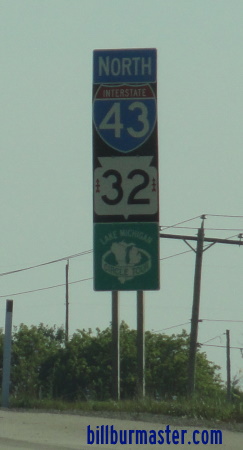 NORTH
INTERSTATE
43
32
LAKE MICHIGAN
CIRCLE TOUR
billburmaster.com